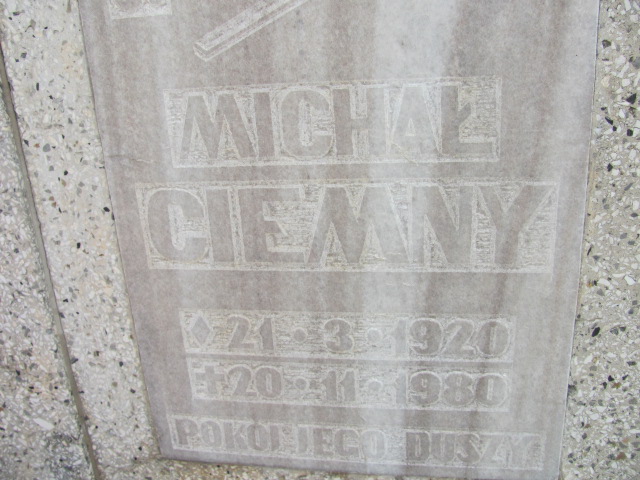 MICHAŁ
CIEMNY
◊ 21 · 3 · 1920
✝ 20 · 11 · 1980
POKÓJ JEGO DUSZY